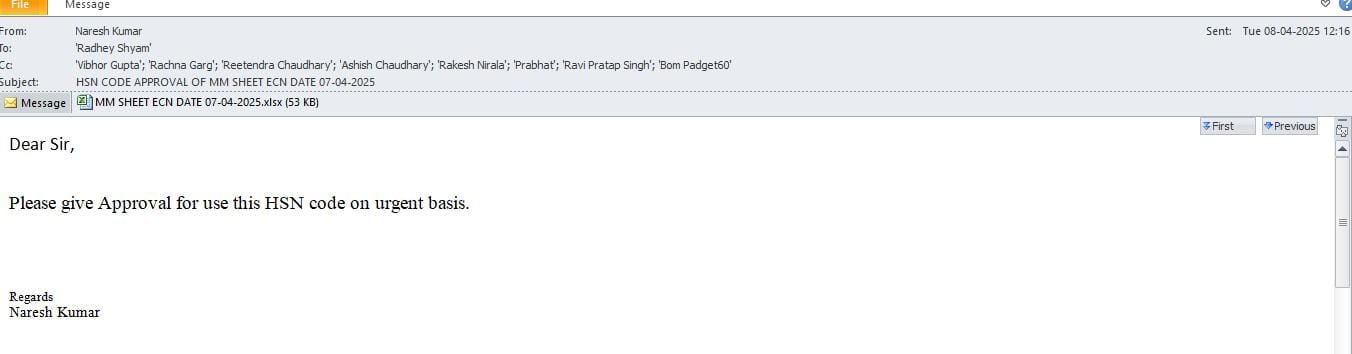 File Message
From: Naresh Kumar Sent: Tue 08-04-2025 12:16
To: 'Radhey Shyam'
Cc: 'Vibhor Gupta'; 'Rachna Garg'; 'Reetendra Chaudhary'; 'Ashish Chaudhary'; 'Rakesh Nirala'; 'Prabhat'; 'Ravi Pratap Singh'; 'Bom Padget60'
Subject: HSN CODE APPROVAL OF MM SHEET ECN DATE 07-04-2025
Message MM SHEET ECN DATE 07-04-2025.xlsx (53 KB)
First Previous
Dear Sir,
Please give Approval for use this HSN code on urgent basis.
Regards
Naresh Kumar